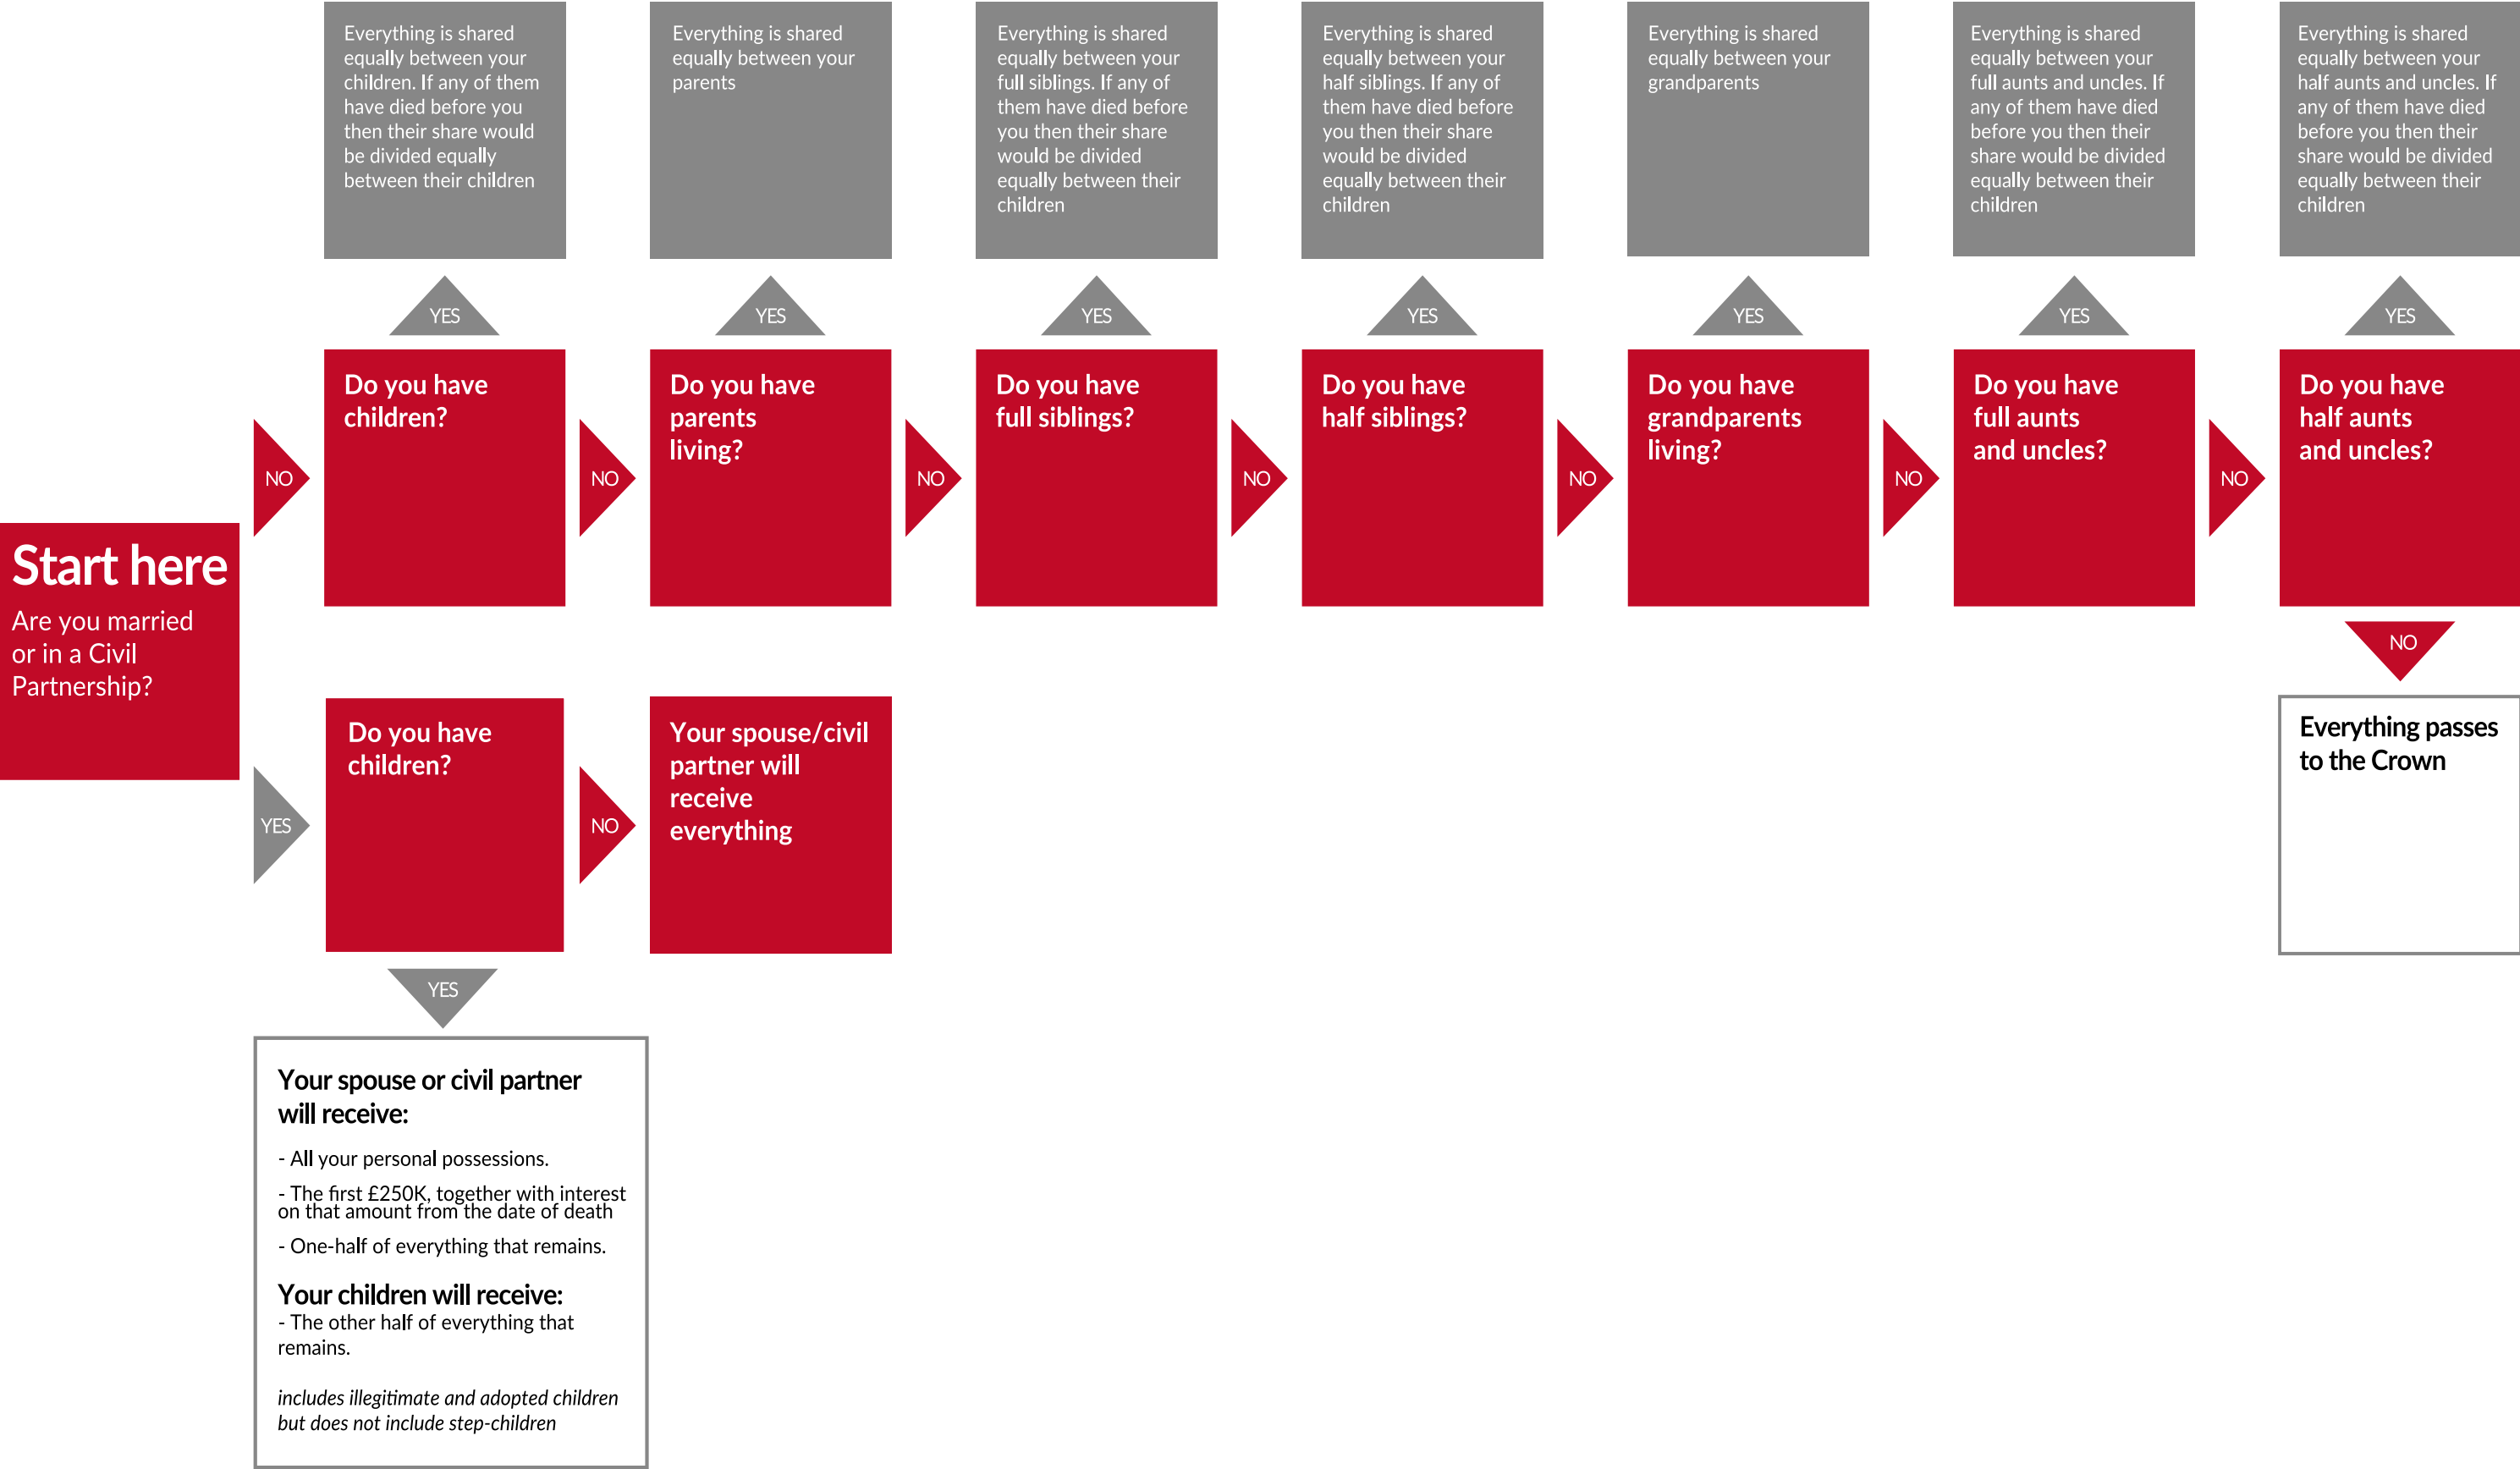 Everything is shared
equally between your
children. If any of them
have died before you
then their share would
be divided equally
between their children
Everything is shared
equally between your
parents
Everything is shared
equally between your
full siblings. If any of
them have died before
you then their share
would be divided
equally between their
children
Everything is shared
equally between your
half siblings. If any of
them have died before
you then their share
would be divided
equally between their
children
Everything is shared
equally between your
grandparents
Everything is shared
equally between your
full aunts and uncles. If
any of them have died
before you then their
share would be divided
equally between their
children
Everything is shared
equally between your
half aunts and uncles. If
any of them have died
before you then their
share would be divided
equally between their
children
YES
YES
YES
YES
YES
YES
YES
Start here
Are you married
or in a Civil
Partnership?
NO
Do you have
children?
NO
Do you have
parents
living?
NO
Do you have
full siblings?
NO
Do you have
half siblings?
NO
Do you have
grandparents
living?
NO
Do you have
full aunts
and uncles?
NO
Do you have
half aunts
and uncles?
NO
Everything passes
to the Crown
YES
Do you have
children?
NO
Your spouse/civil
partner will
receive
everything
YES
Your spouse or civil partner
will receive:
- All your personal possessions.
- The first £250K, together with interest
on that amount from the date of death
- One-half of everything that remains.
Your children will receive:
- The other half of everything that
remains.
includes illegitimate and adopted children
but does not include step-children